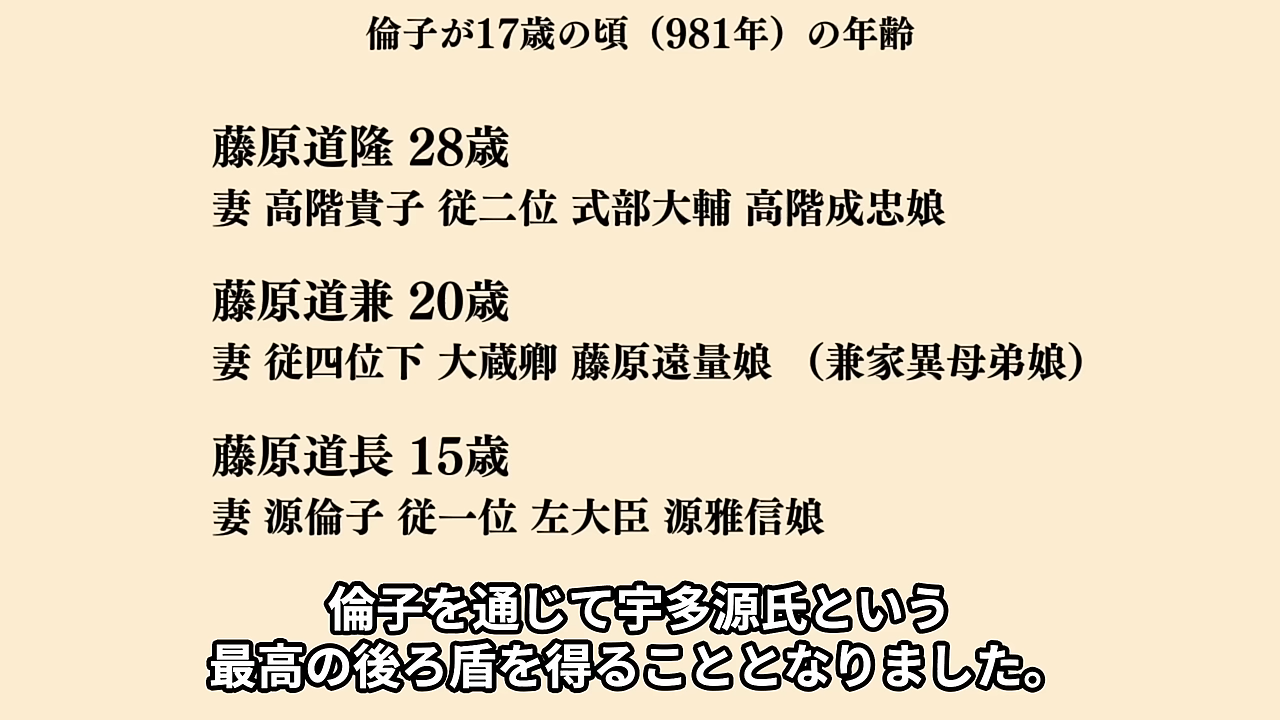 倫子が17歳の頃（981年）の年齢
藤原道隆 28歳
妻 高階貴子 従二位 式部大輔 高階成忠娘
藤原道兼 20歳
妻 従四位下 大蔵卿 藤原遠量娘 （兼家異母弟娘）
藤原道長 15歳
妻 源倫子 従一位 左大臣 源雅信娘
倫子を通じて宇多源氏という
最高の後ろ盾を得ることとなりました。